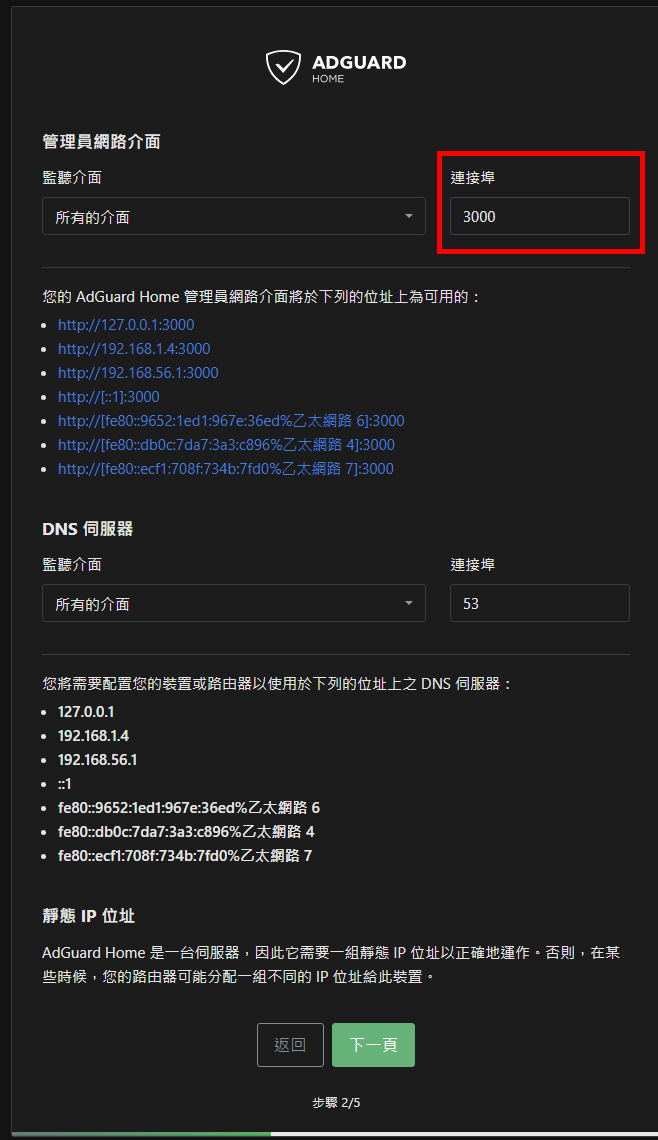 ADGUARD
HOME
管理員網路介面
監聽介面
連接埠
所有的介面
3000
您的 AdGuard Home 管理員網路介面將於下列的位址上為可用的：
http://127.0.0.1:3000
http://192.168.1.4:3000
http://192.168.56.1:3000
http://[::1]:3000
http://[fe80::9652:1ed1:967e:36ed%乙太網路 6]:3000
http://[fe80::db0c:7da7:3a3:c896%乙太網路 4]:3000
http://[fe80::ecf1:708f:734b:7fd0%乙太網路 7]:3000
DNS 伺服器
監聽介面
連接埠
所有的介面
53
您將需要配置您的裝置或路由器以使用於下列的位址上之 DNS 伺服器：
127.0.0.1
192.168.1.4
192.168.56.1
::1
fe80::9652:1ed1:967e:36ed%乙太網路 6
fe80::db0c:7da7:3a3:c896%乙太網路 4
fe80::ecf1:708f:734b:7fd0%乙太網路 7
靜態 IP 位址
AdGuard Home 是一台伺服器，因此它需要一組靜態 IP 位址以正確地運作。否則，在某
些時候，您的路由器可能分配一組不同的 IP 位址給此裝置。
返回
下一頁
步驟 2/5